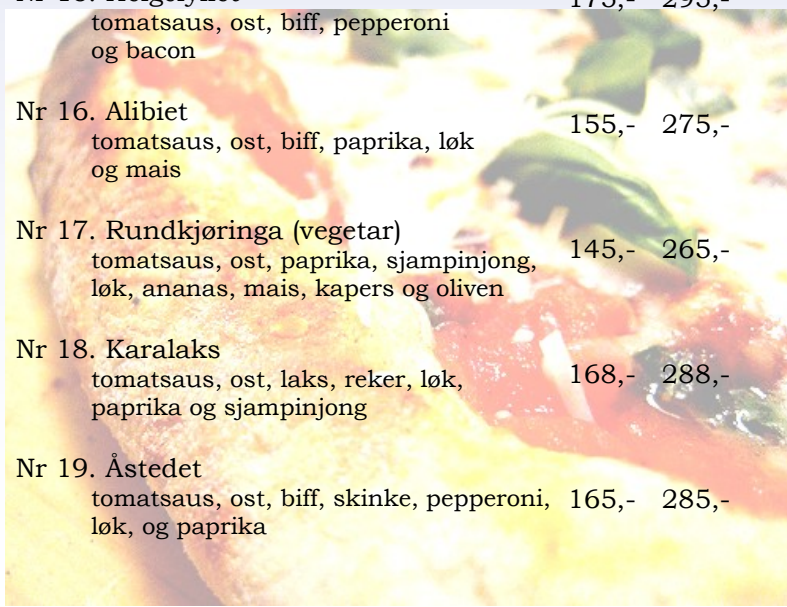 tomatsaus, ost, biff, pepperoni
og bacon
Nr 16. Alibiet 155,- 275,-
tomatsaus, ost, biff, paprika, løk
og mais
Nr 17. Rundkjøringa (vegetar)
145,- 265,-
tomatsaus, ost, paprika, sjampinjong,
løk, ananas, mais, kapers og oliven
Nr 18. Karalaks
168,- 288,-
tomatsaus, ost, laks, reker, løk,
paprika og sjampinjong
Nr 19. Åstedet
tomatsaus, ost, biff, skinke, pepperoni, 165,- 285,-
løk, og paprika